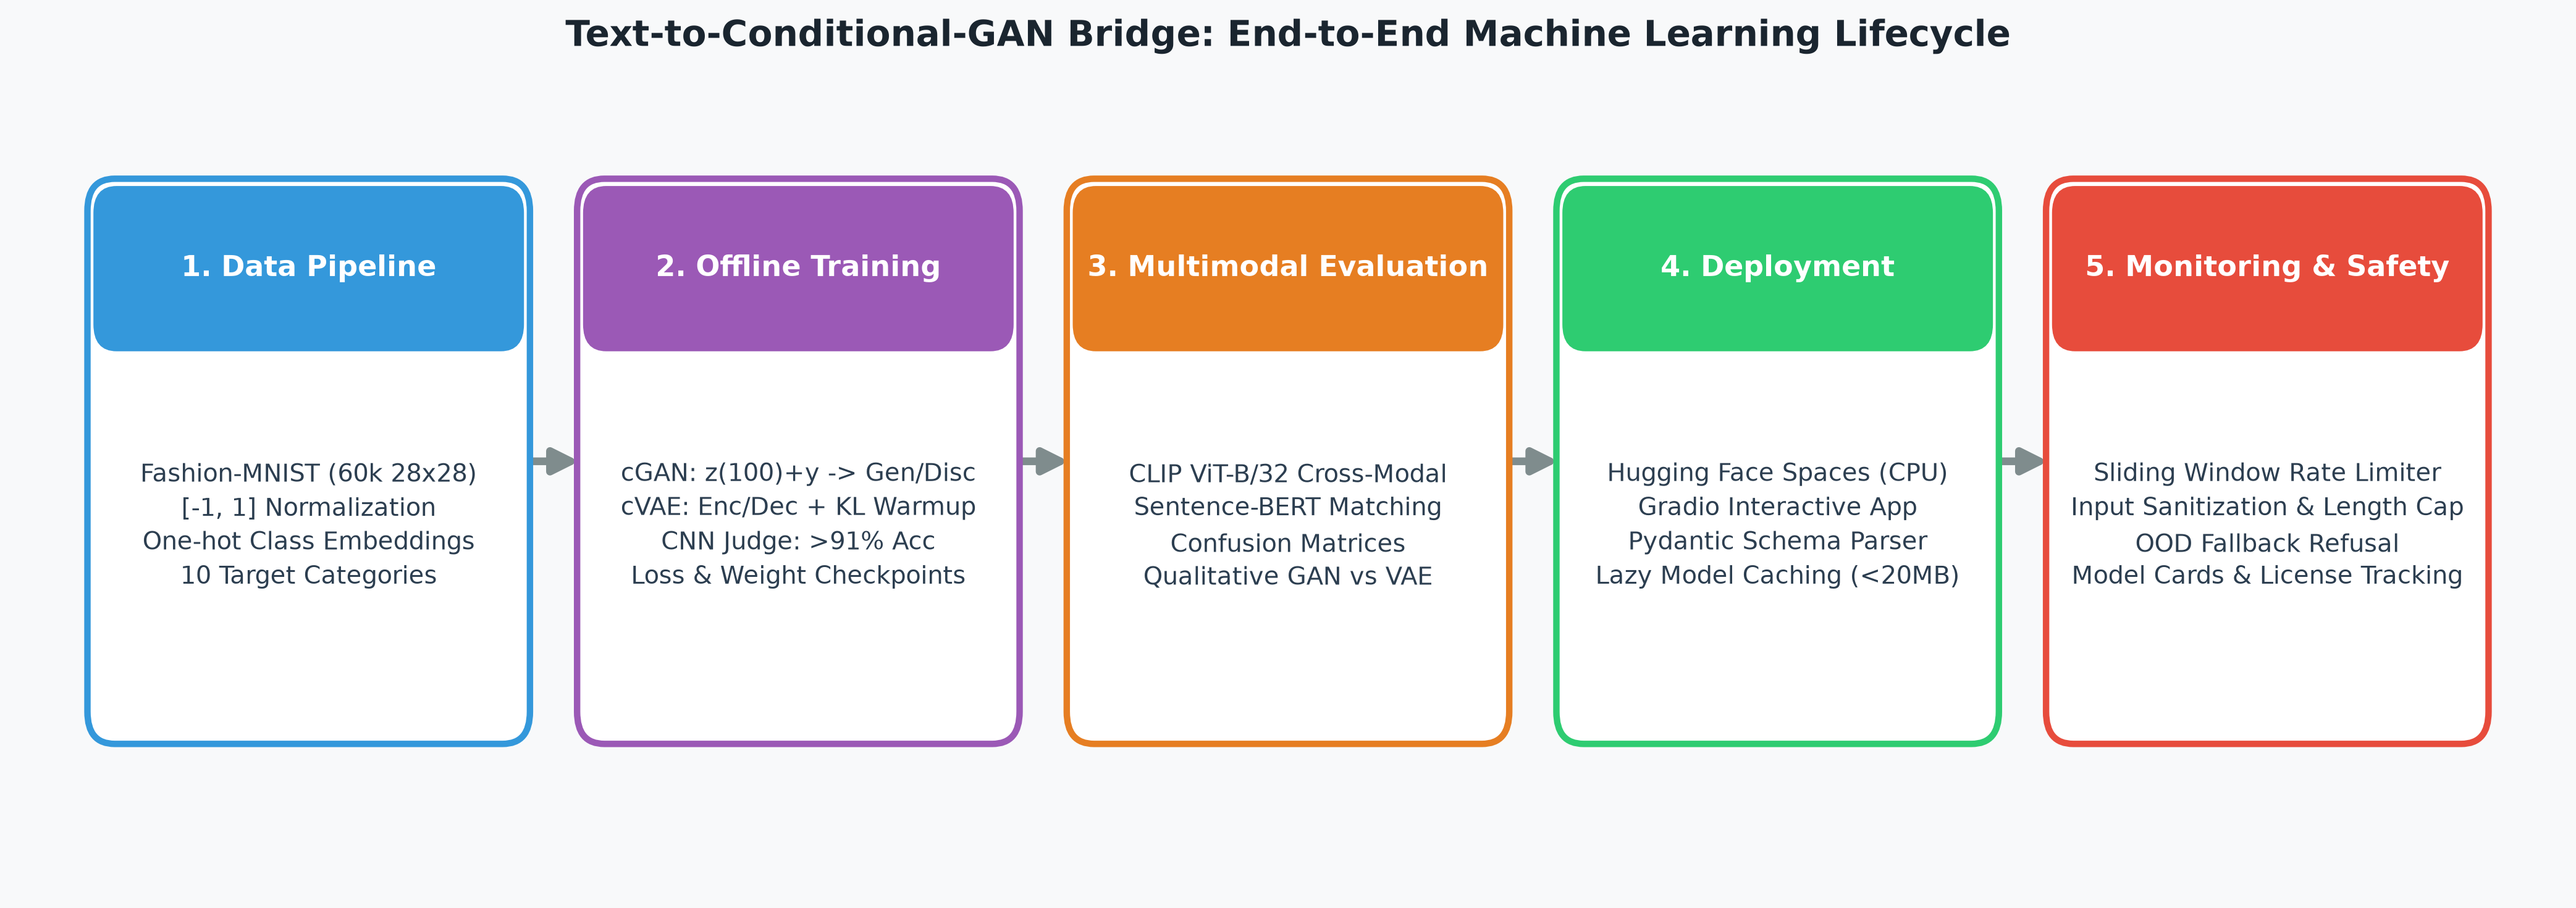 Text-to-Conditional-GAN Bridge: End-to-End Machine Learning Lifecycle
1. Data Pipeline
Fashion-MNIST (60k 28x28)
[-1, 1] Normalization
One-hot Class Embeddings
10 Target Categories
2. Offline Training
cGAN: z(100)+y -> Gen/Disc
cVAE: Enc/Dec + KL Warmup
CNN Judge: >91% Acc
Loss & Weight Checkpoints
3. Multimodal Evaluation
CLIP ViT-B/32 Cross-Modal
Sentence-BERT Matching
Confusion Matrices
Qualitative GAN vs VAE
4. Deployment
Hugging Face Spaces (CPU)
Gradio Interactive App
Pydantic Schema Parser
Lazy Model Caching (<20MB)
5. Monitoring & Safety
Sliding Window Rate Limiter
Input Sanitization & Length Cap
OOD Fallback Refusal
Model Cards & License Tracking